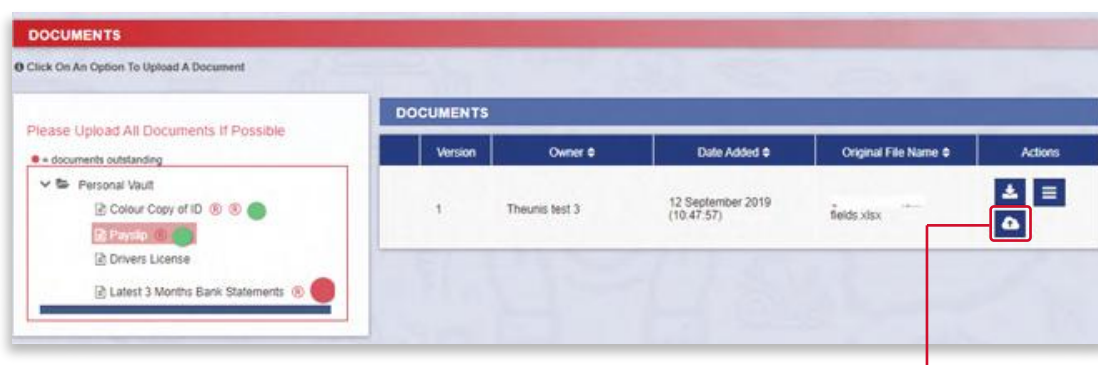 DOCUMENTS
Click On An Option To Upload A Document
Please Upload All Documents If Possible
= documents outstanding
Personal Vault
Colour Copy of ID ® ®
Payslip ®
Drivers License
Latest 3 Months Bank Statements ®
DOCUMENTS
Version Owner Date Added Original File Name Actions
1 Theunis test 3 12 September 2019
(10:47:57)
fields.xlsx